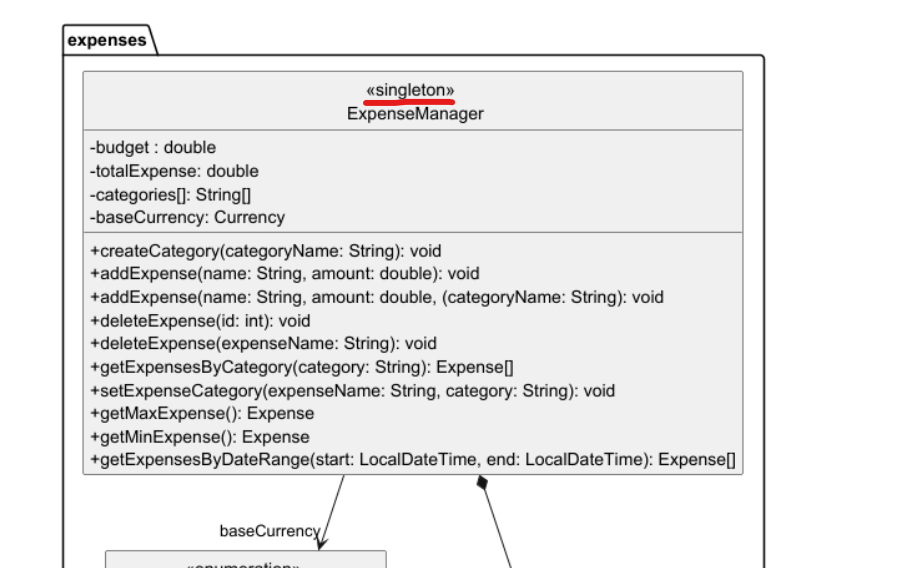 expenses
«singleton»
ExpenseManager
-budget : double
-totalExpense: double
-categories[]: String[]
-baseCurrency: Currency
+createCategory(categoryName: String): void
+addExpense(name: String, amount: double): void
+addExpense(name: String, amount: double, (categoryName: String): void
+deleteExpense(id: int): void
+deleteExpense(expenseName: String): void
+getExpensesByCategory(category: String): Expense[]
+setExpenseCategory(expenseName: String, category: String): void
+getMaxExpense(): Expense
+getMinExpense(): Expense
+getExpensesByDateRange(start: LocalDateTime, end: LocalDateTime): Expense[]
baseCurrency
«enumeration»